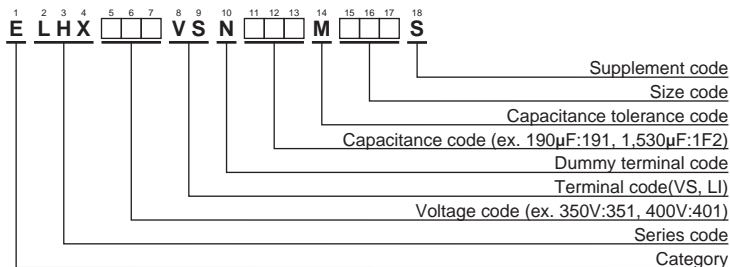 1 2 3 4 5 6 7 8 9 10 11 12 13 14 15 16 17 18
E L H X □□□ V S N □□□ M □□□ S
Supplement code
Size code
Capacitance tolerance code
Capacitance code (ex. 190µF:191, 1,530µF:1F2)
Dummy terminal code
Terminal code(VS, LI)
Voltage code (ex. 350V:351, 400V:401)
Series code
Category